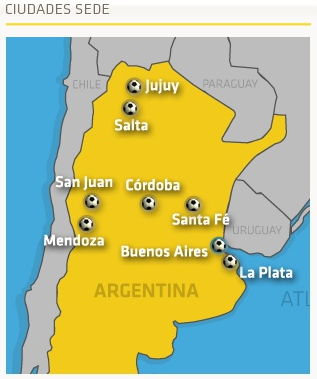 CIUDADES SEDE
CHILE
Jujuy
PARAGUAY
Salta
San Juan
Córdoba
Santa Fé
Mendoza
Buenos Aires
URUGUAY
La Plata
ARGENTINA
ATL